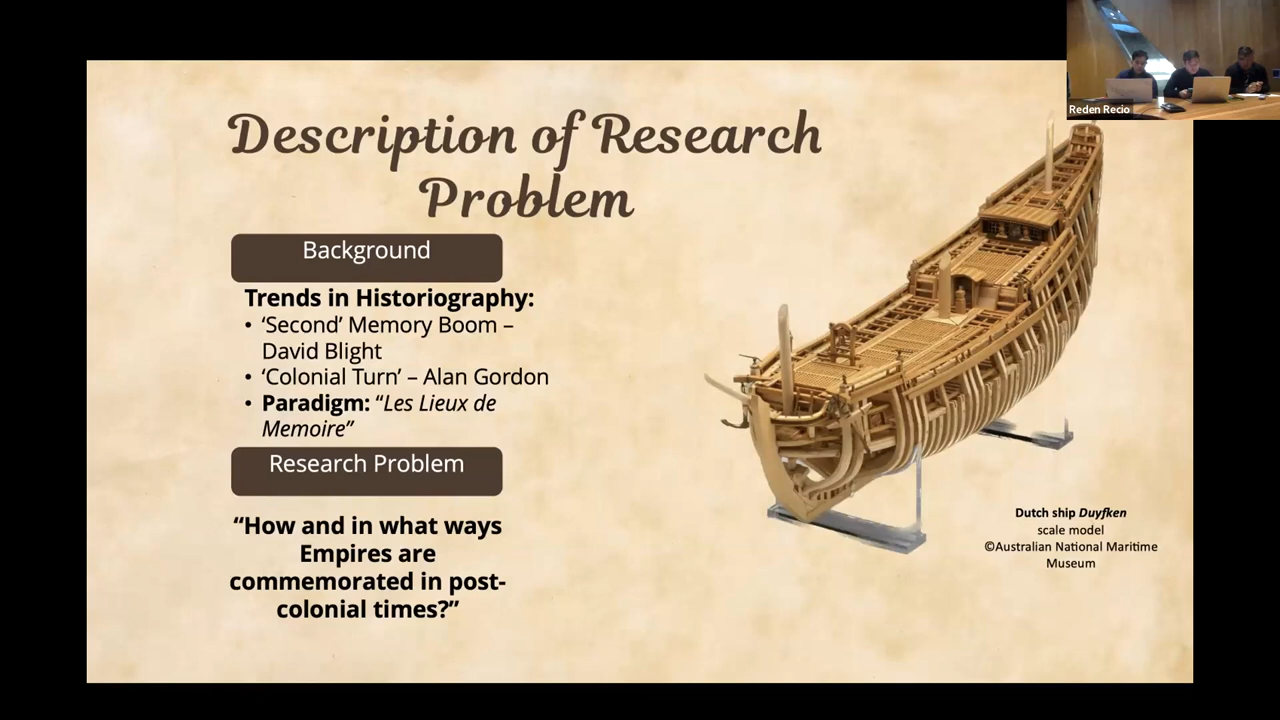 Description of Research
Problem
Background
Trends in Historiography:
• ‘Second’ Memory Boom –
David Blight
• ‘Colonial Turn’ – Alan Gordon
• Paradigm: “Les Lieux de
Memoire”
Research Problem
“How and in what ways
Empires are
commemorated in post-
colonial times?”
Dutch ship Duyfken
scale model
©Australian National Maritime
Museum
Reden Recio